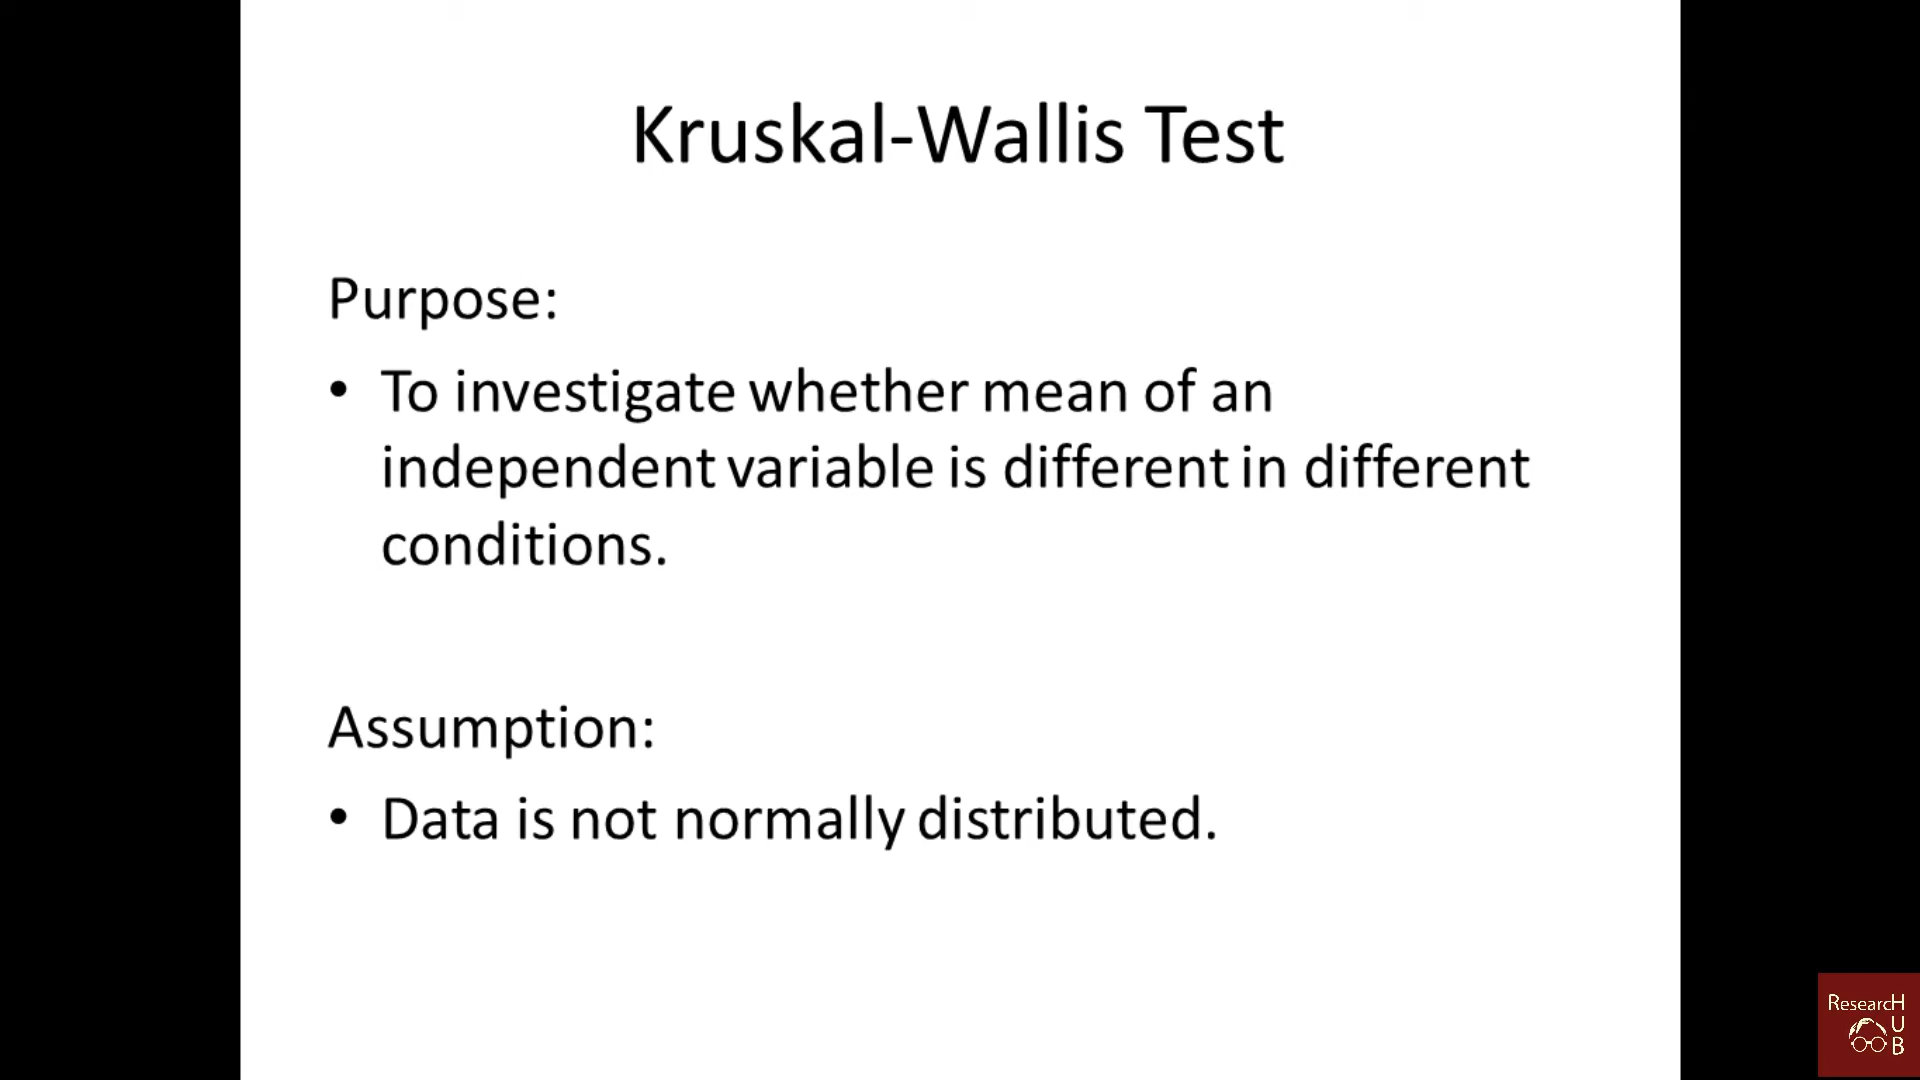 Kruskal-Wallis Test
Purpose:
• To investigate whether mean of an
independent variable is different in different
conditions.
Assumption:
• Data is not normally distributed.
ResearcH
U
B